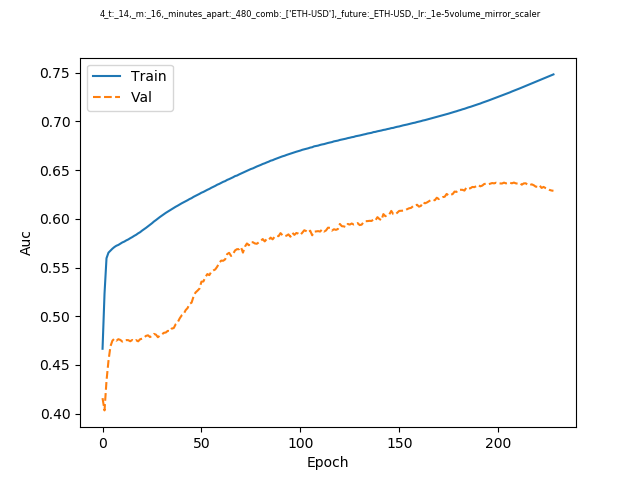 4_t:_14,_m:_16,_minutes_apart:_480_comb:_['ETH-USD'],_future:_ETH-USD,_lr:_1e-5volume_mirror_scaler
Train
Val
0.75
0.70
0.65
0.60
0.55
0.50
0.45
0.40
Auc
0 50 100 150 200
Epoch